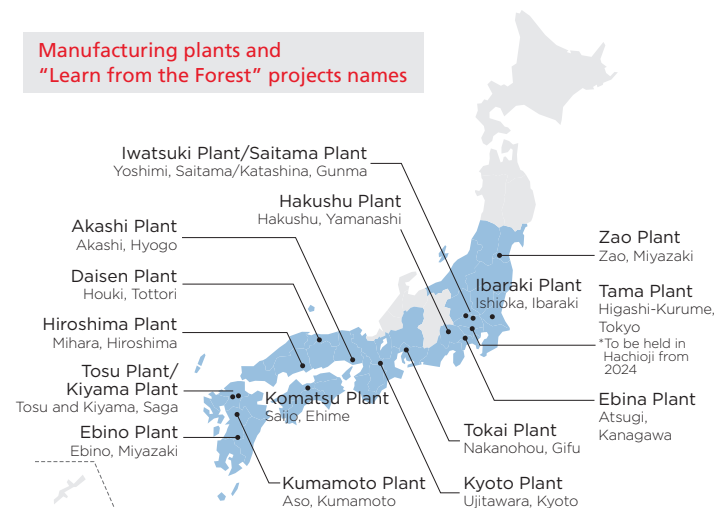 Manufacturing plants and
“Learn from the Forest” projects names
Iwatsuki Plant/Saitama Plant
Yoshimi, Saitama/Katashina, Gunma
Hakushu Plant
Hakushu, Yamanashi
Akashi Plant
Akashi, Hyogo
Daisen Plant
Houki, Tottori
Hiroshima Plant
Mihara, Hiroshima
Tosu Plant/
Kiyama Plant
Tosu and Kiyama, Saga
Ebino Plant
Ebino, Miyazaki
Komatsu Plant
Saijo, Ehime
Kumamoto Plant
Aso, Kumamoto
Kyoto Plant
Ujitawara, Kyoto
Tokai Plant
Nakanohou, Gifu
Zao Plant
Zao, Miyazaki
Ibaraki Plant
Ishioka, Ibaraki
Tama Plant
Higashi-Kurume,
Tokyo
*To be held in
Hachioji from
2024
Ebina Plant
Atsugi,
Kanagawa